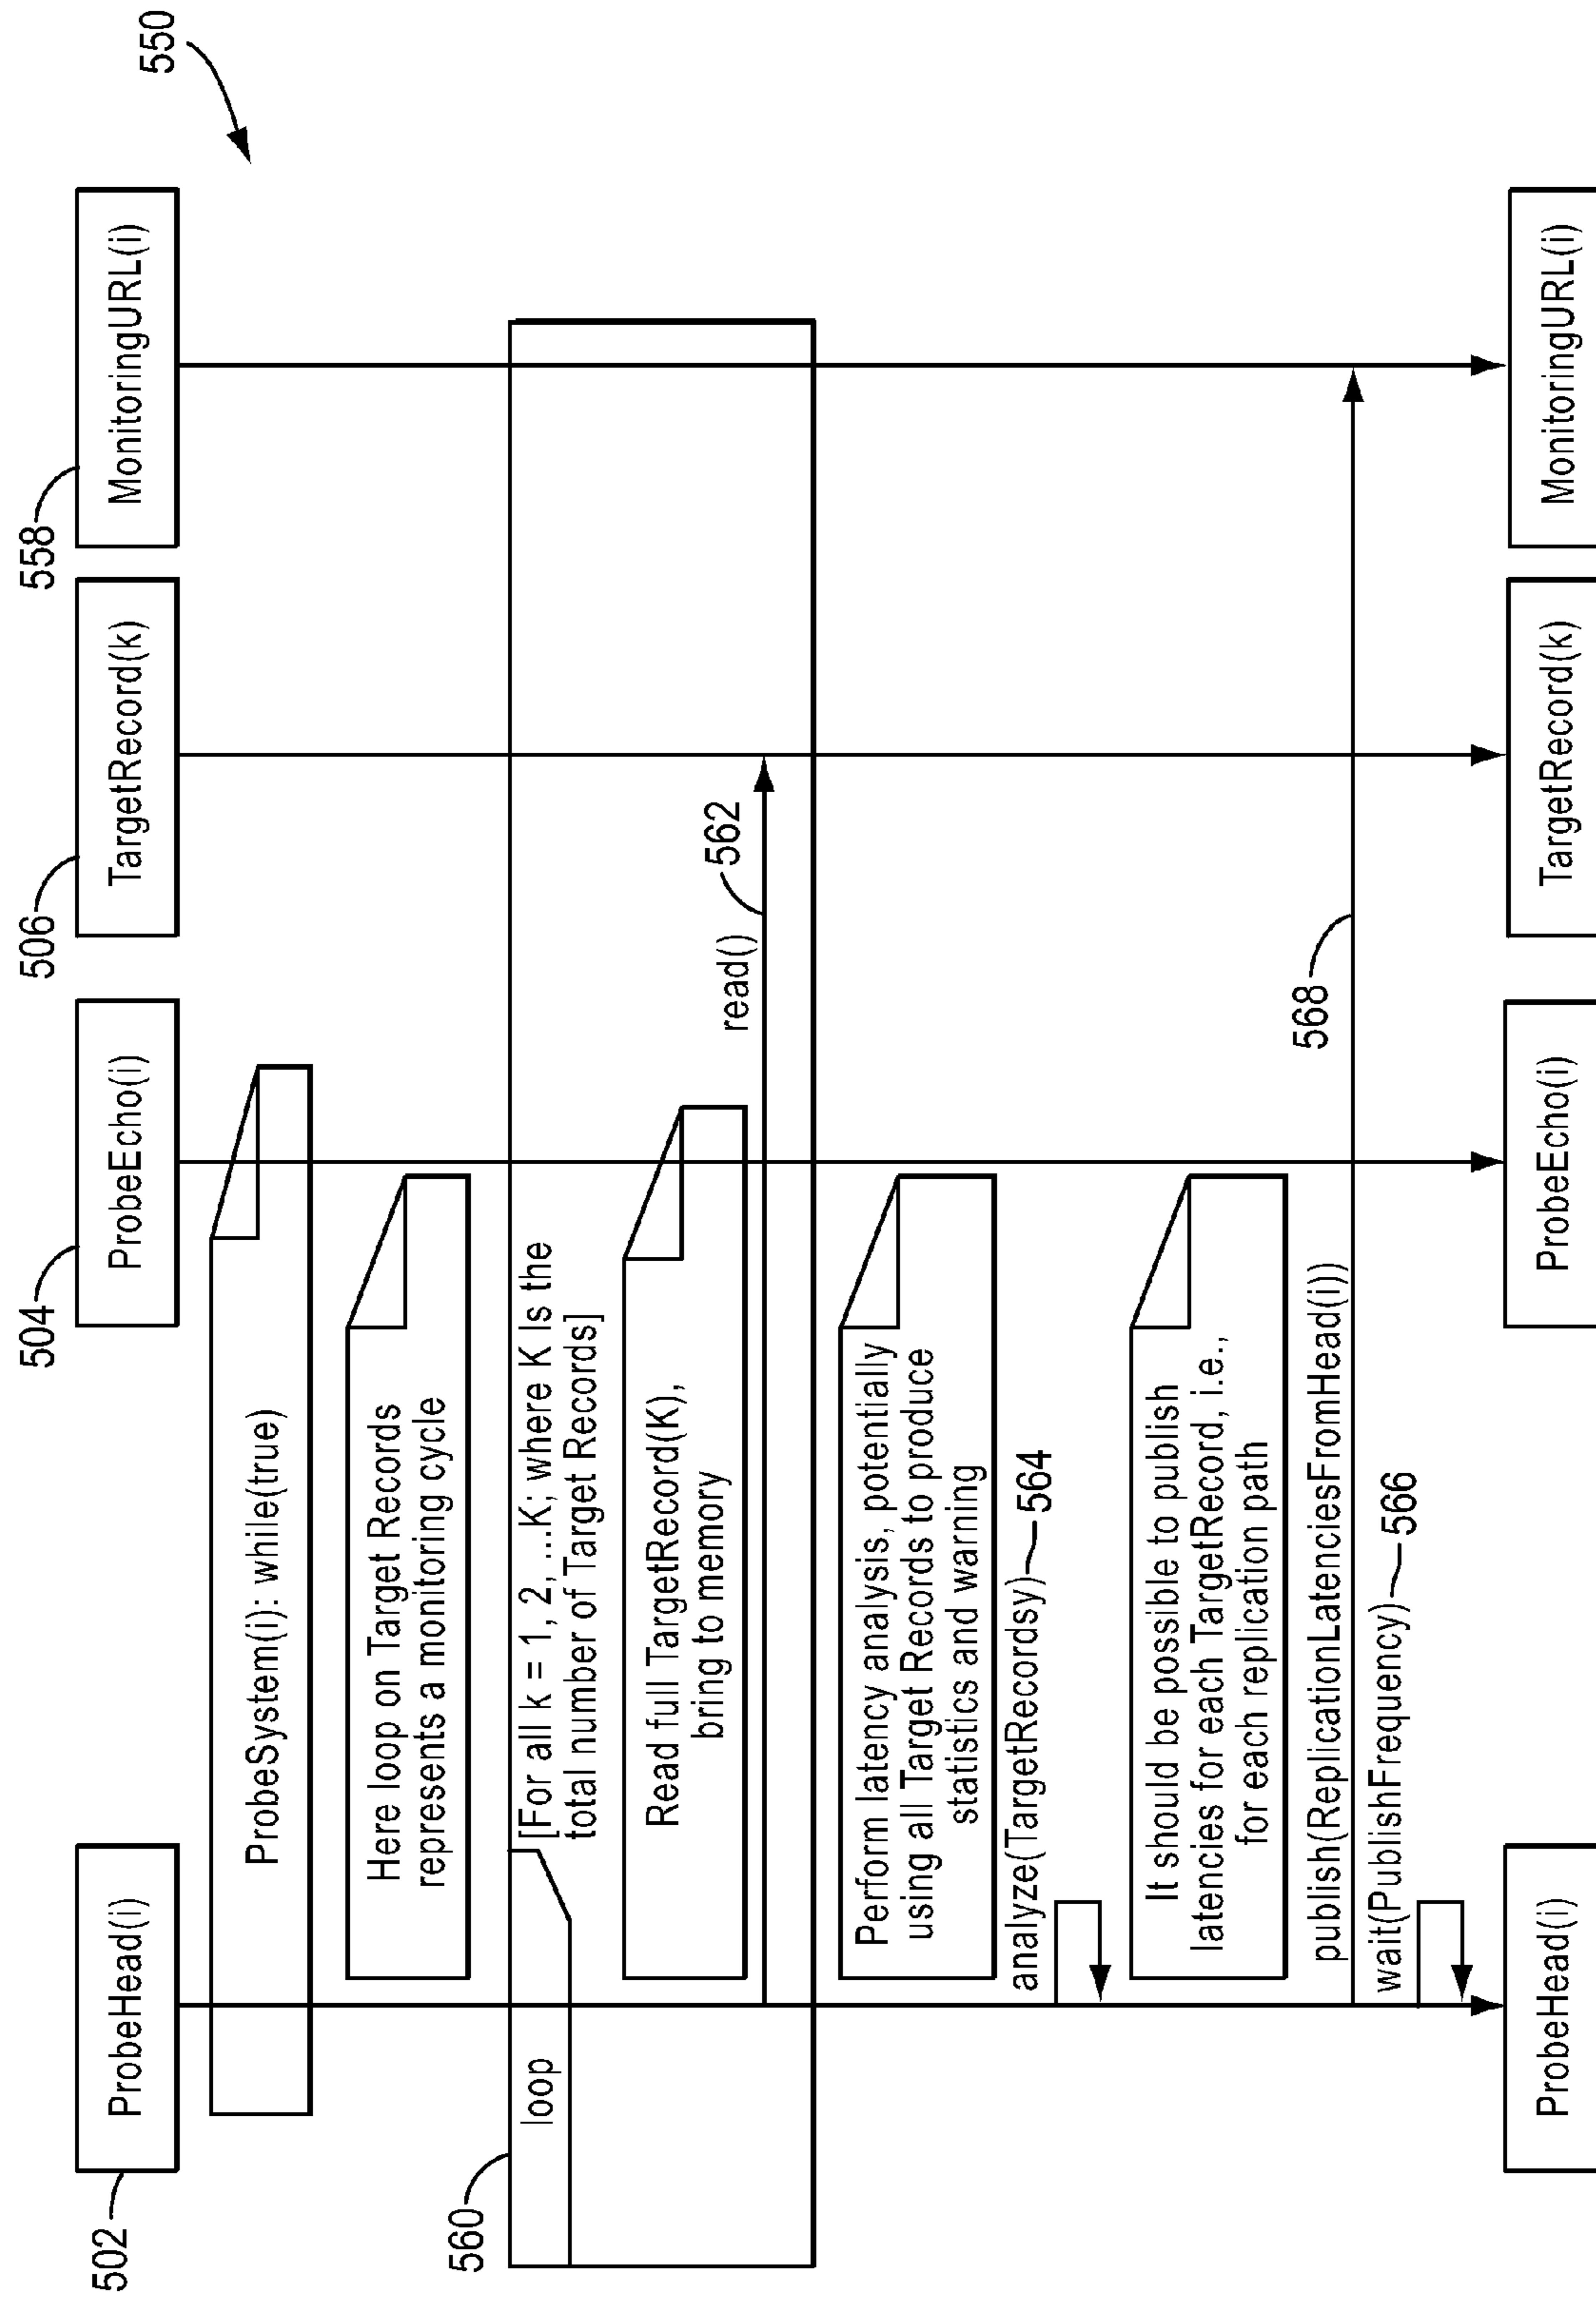 550
502
ProbeHead(i)
504
ProbeEcho(i)
506
TargetRecord(k)
558
MonitoringURL(i)
ProbeSystem(i): while(true)
Here loop on Target Records
represents a monitoring cycle
560
loop
[For all k = 1, 2, ...K; where K Is the
total number of Target Records]
Read full TargetRecord(K),
bring to memory
read()
562
Perform latency analysis, potentially
using all Target Records to produce
statistics and warning
analyze(TargetRecordsy)
564
It should be possible to publish
latencies for each TargetRecord, i.e.,
for each replication path
publish(ReplicationLatenciesFromHead(i))
568
wait(PublishFrequency)
566
ProbeHead(i)
ProbeEcho(i)
TargetRecord(k)
MonitoringURL(i)